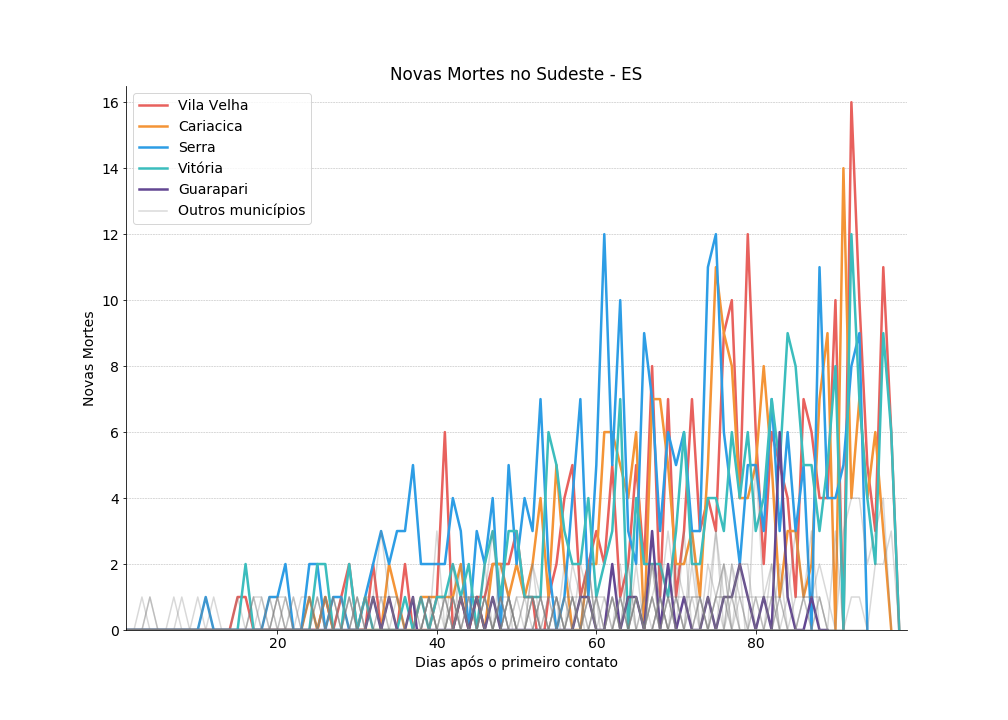 Novas Mortes no Sudeste - ES
Vila Velha
Cariacica
Serra
Vitória
Guarapari
Outros municípios
16
14
12
10
8
6
4
2
0
Novas Mortes
20 40 60 80
Dias após o primeiro contato